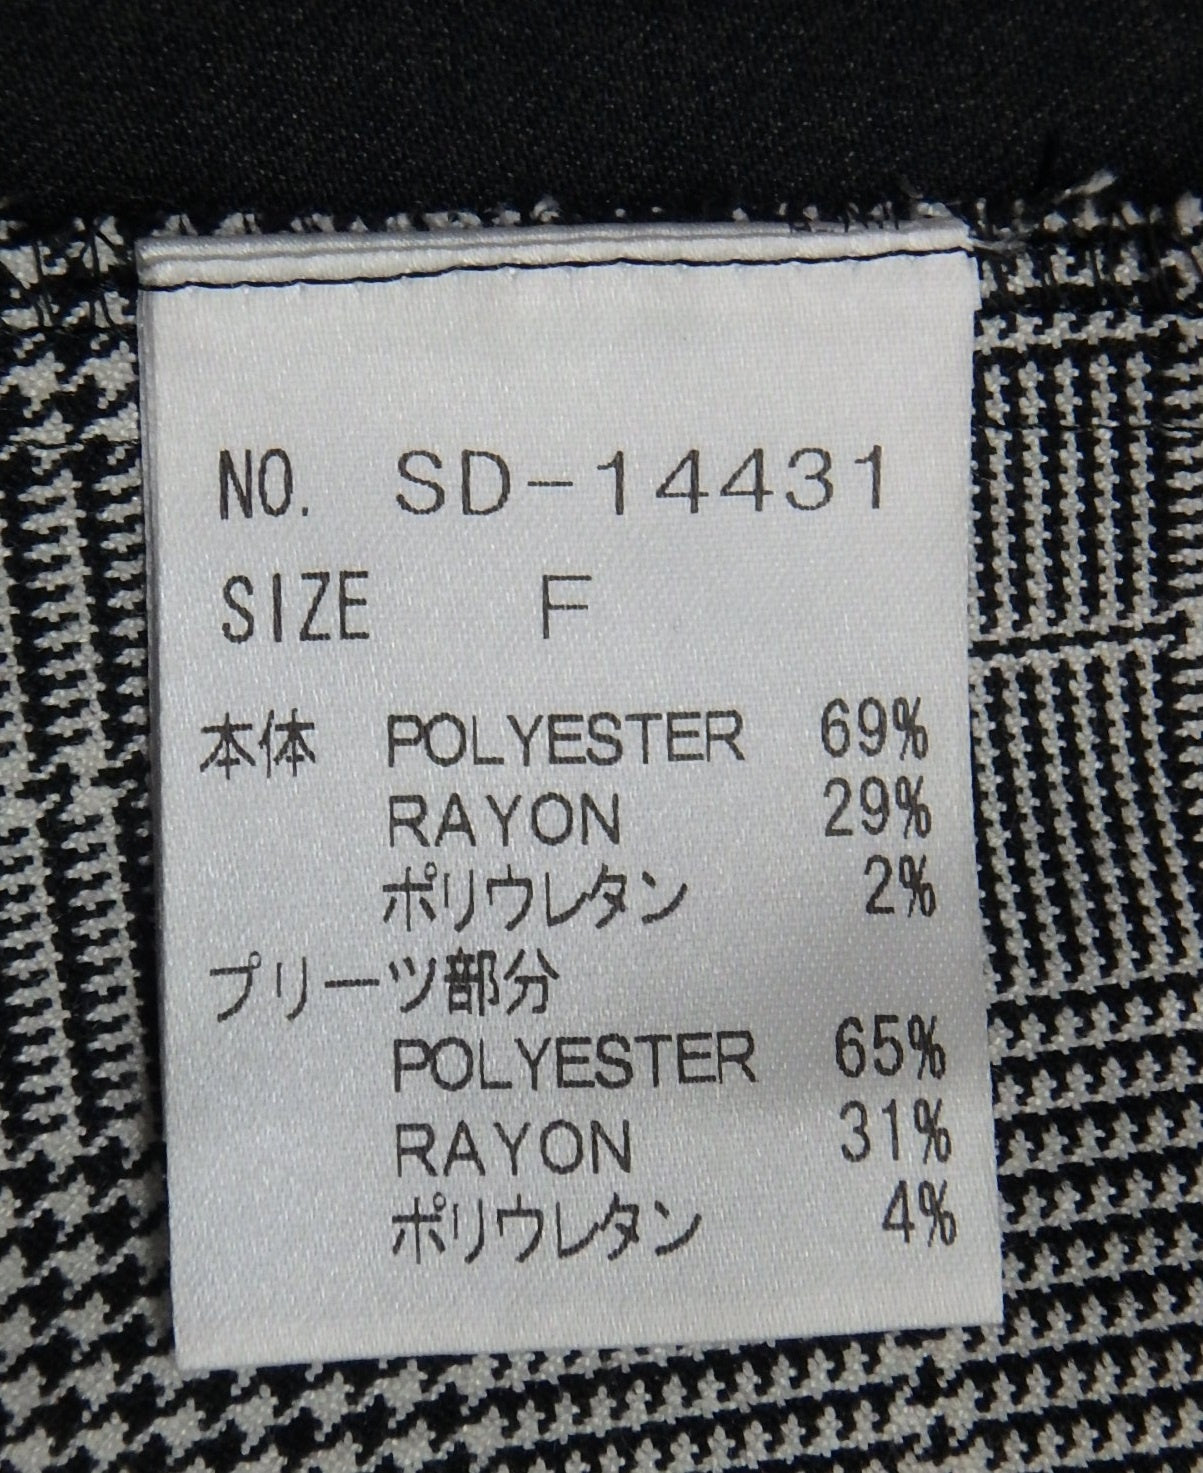 NO. SD-14431
SIZE F
本体 POLYESTER 69%
RAYON 29%
ポリウレタン 2%
プリーツ部分
POLYESTER 65%
RAYON 31%
ポリウレタン 4%